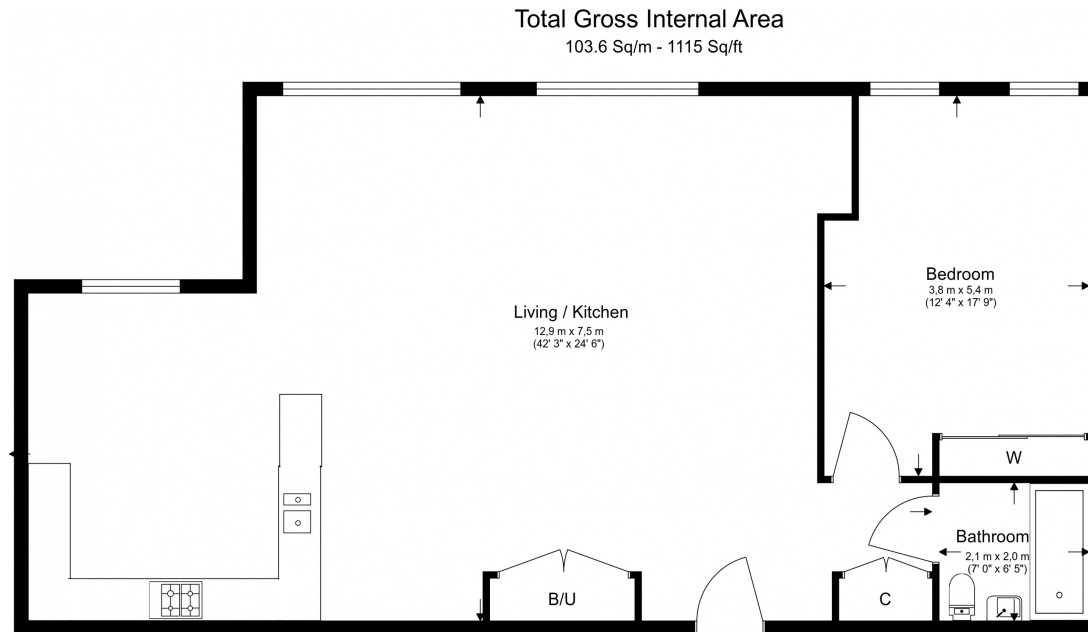 Total Gross Internal Area
103.6 Sq/m - 1115 Sq/ft
Bedroom
3,8 m x 5,4 m
(12' 4" x 17' 9")
Living / Kitchen
12,9 m x 7,5 m
(42' 3" x 24' 6")
W
Bathroom
2,1 m x 2,0 m
(7' 0" x 6' 5")
B/U
C